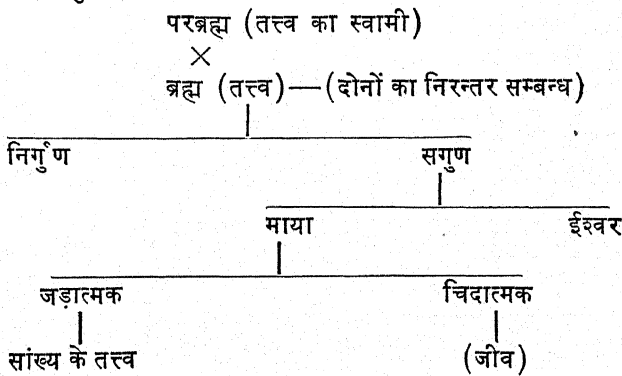 परब्रह्म (तत्त्व का स्वामी)
×
ब्रह्म (तत्त्व)—(दोनों का निरन्तर सम्बन्ध)
निर्गुण सगुण
माया ईश्वर
जड़ात्मक चिदात्मक
सांख्य के तत्त्व (जीव)